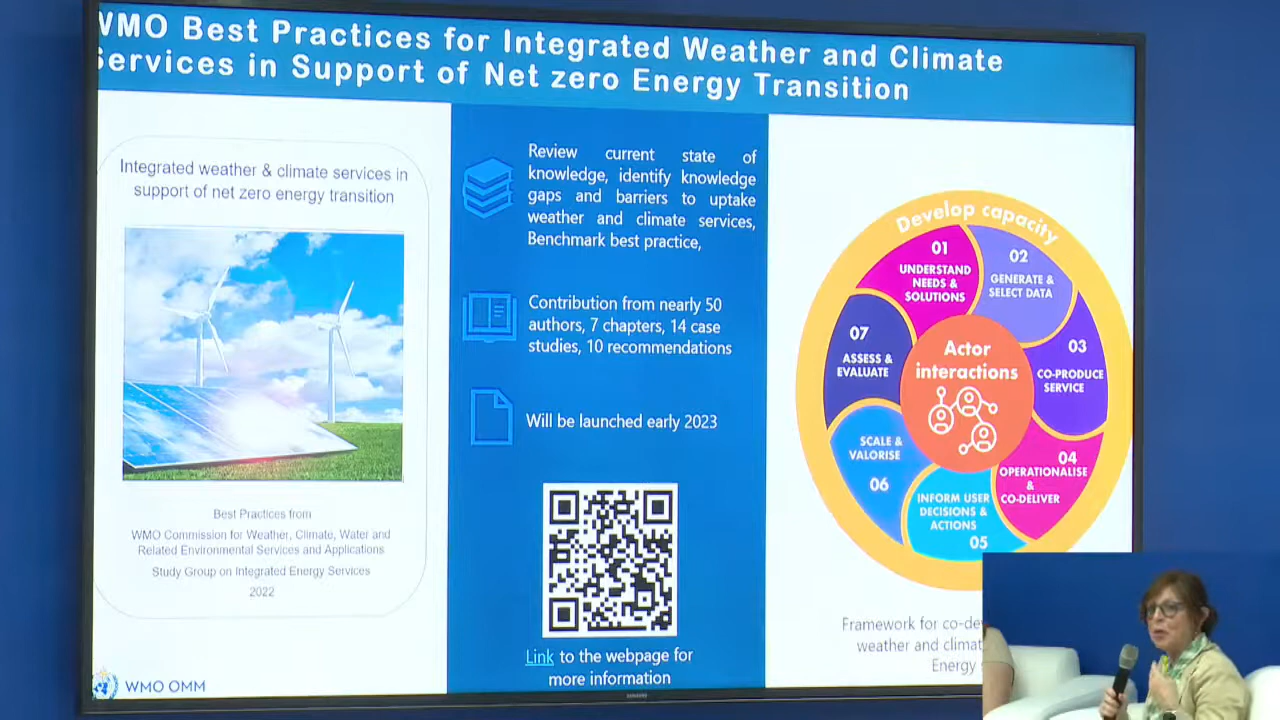 WMO Best Practices for Integrated Weather and Climate
Services in Support of Net zero Energy Transition
Integrated weather & climate services in
support of net zero energy transition
Best Practices from
WMO Commission for Weather, Climate, Water and
Related Environmental Services and Applications
Study Group on Integrated Energy Services
2022
WMO OMM
Review current state of
knowledge, identify knowledge
gaps and barriers to uptake
weather and climate services,
Benchmark best practice,
Contribution from nearly 50
authors, 7 chapters, 14 case
studies, 10 recommendations
Will be launched early 2023
Link to the webpage for
more information
Develop capacity
01
UNDERSTAND
NEEDS &
SOLUTIONS
02
GENERATE &
SELECT DATA
03
CO-PRODUCE
SERVICE
04
OPERATIONALISE
&
CO-DELIVER
INFORM USER
DECISIONS &
ACTIONS
05
SCALE &
VALORISE
06
07
ASSESS &
EVALUATE
Actor
interactions
Framework for
weather and
Energy
SAMSUNG